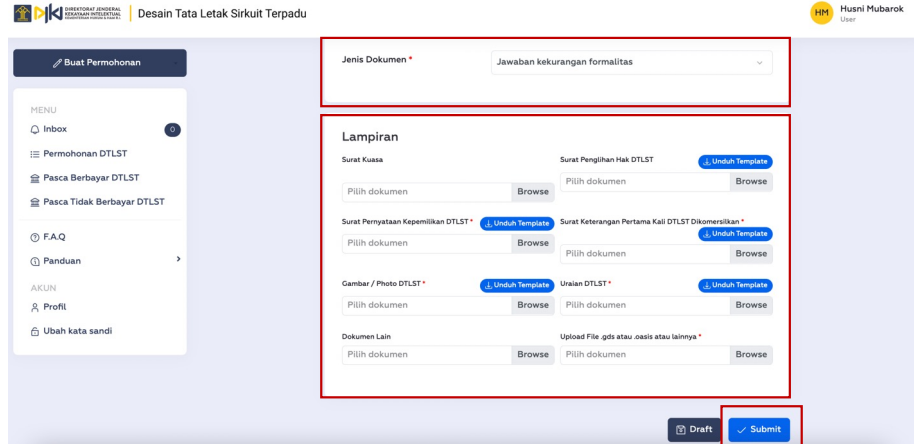 DIREKTORAT JENDERAL
KEKAYAAN INTELEKTUAL
KEMENTERIAN HUKUM & HAM R.I.
Desain Tata Letak Sirkuit Terpadu
HM
Husni Mubarok
User
Buat Permohonan
MENU
Inbox
0
Permohonan DTLST
Pasca Berbayar DTLST
Pasca Tidak Berbayar DTLST
F.A.Q
Panduan
AKUN
Profil
Ubah kata sandi
Jenis Dokumen *
Jawaban kekurangan formalitas
Lampiran
Surat Kuasa
Pilih dokumen Browse
Surat Penglihan Hak DTLST
Unduh Template
Pilih dokumen Browse
Surat Pernyataan Kepemilikan DTLST *
Unduh Template
Pilih dokumen Browse
Surat Keterangan Pertama Kali DTLST Dikomersilkan *
Unduh Template
Pilih dokumen Browse
Gambar / Photo DTLST *
Unduh Template
Pilih dokumen Browse
Uraian DTLST *
Unduh Template
Pilih dokumen Browse
Dokumen Lain
Pilih dokumen Browse
Upload File .gds atau .oasis atau lainnya *
Pilih dokumen Browse
Draft
Submit